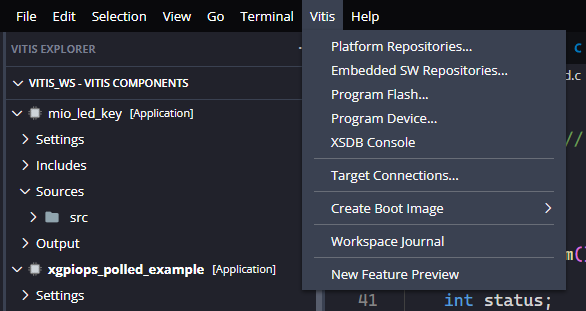 File Edit Selection View Go Terminal Vitis Help
VITIS EXPLORER
VITIS_WS - VITIS COMPONENTS
mio_led_key [Application]
Settings
Includes
Sources
src
Output
xgpiops_polled_example [Application]
Settings
Platform Repositories...
Embedded SW Repositories...
Program Flash...
Program Device...
XSDB Console
Target Connections...
Create Boot Image
Workspace Journal
New Feature Preview
c
d.c
//
m(
41 int status;